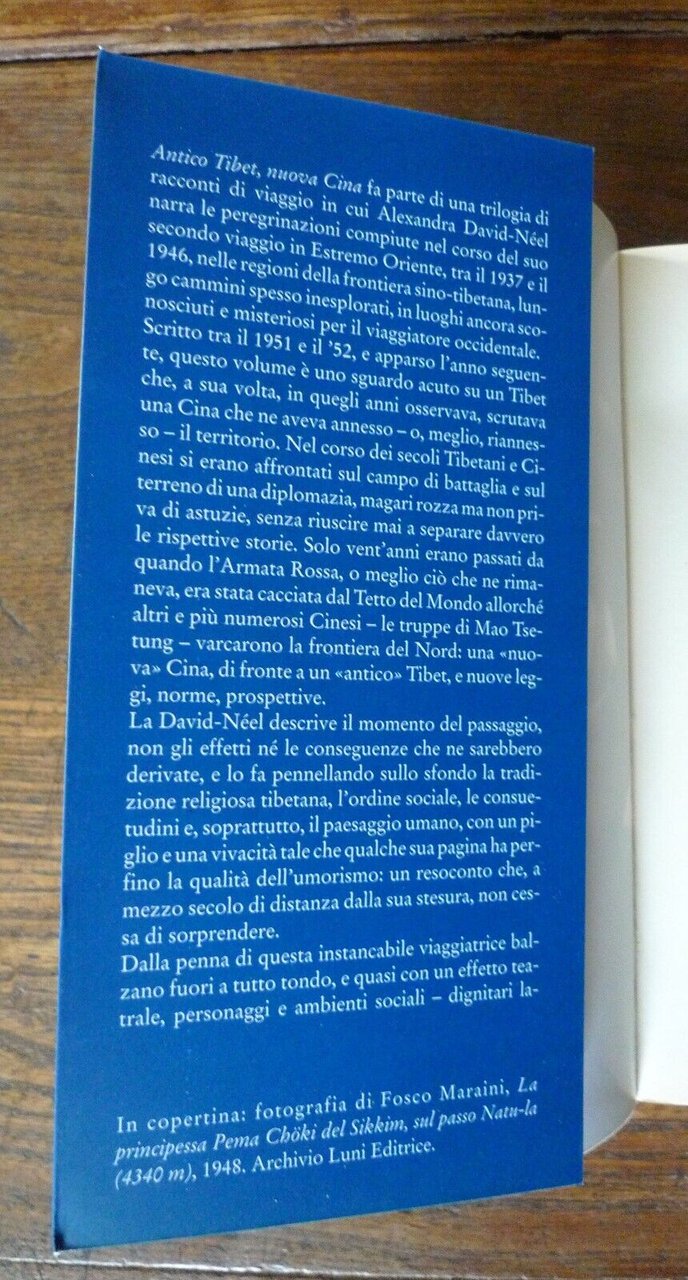 Antico Tibet, nuova Cina fa parte di una trilogia di
racconti di viaggio in cui Alexandra David-Néel
narra le peregrinazioni compiute nel corso del suo
secondo viaggio in Estremo Oriente, tra il 1937 e il
1946, nelle regioni della frontiera sino-tibetana, lun-
go cammini spesso inesplorati, in luoghi ancora sco-
nosciuti e misteriosi per il viaggiatore occidentale.
Scritto tra il 1951 e il ’52, e apparso l’anno seguen-
te, questo volume è uno sguardo acuto su un Tibet
che, a sua volta, in quegli anni osservava, scrutava
una Cina che ne aveva annesso – o, meglio, riannes-
so – il territorio. Nel corso dei secoli Tibetani e Ci-
nesi si erano affrontati sul campo di battaglia e sul
terreno di una diplomazia, magari rozza ma non pri-
va di astuzie, senza riuscire mai a separare davvero
le rispettive storie. Solo vent’anni erano passati da
quando l’Armata Rossa, o meglio ciò che ne rima-
neva, era stata cacciata dal Tetto del Mondo allorché
altri e più numerosi Cinesi – le truppe di Mao Tse-
tung – varcarono la frontiera del Nord: una «nuo-
va» Cina, di fronte a un «antico» Tibet, e nuove leg-
gi, norme, prospettive.
La David-Néel descrive il momento del passaggio,
non gli effetti né le conseguenze che ne sarebbero
derivate, e lo fa pennellando sullo sfondo la tradi-
zione religiosa tibetana, l’ordine sociale, le consue-
tudini e, soprattutto, il paesaggio umano, con un pi-
glio e una vivacità tale che qualche sua pagina ha per-
fino la qualità dell’umorismo: un resoconto che, a
mezzo secolo di distanza dalla sua stesura, non ces-
sa di sorprendere.
Dalla penna di questa instancabile viaggiatrice bal-
zano fuori a tutto tondo, e quasi con un effetto tea-
trale, personaggi e ambienti sociali – dignitari la-
In copertina: fotografia di Fosco Maraini, La
principessa Pema Chöki del Sikkim, sul passo Natu-la
(4340 m), 1948. Archivio Luni Editrice.